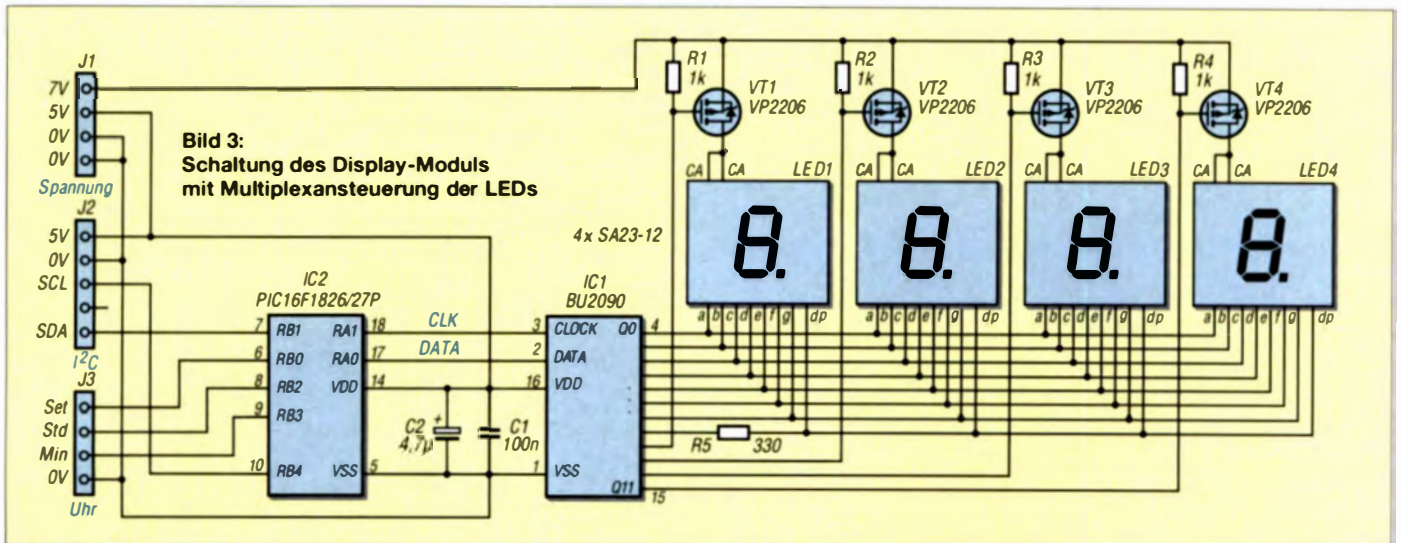 J1
7V
5V
0V
0V
Spannung
J2
5V
0V
SCL
SDA
I²C
J3
Set
Std
Min
0V
Uhr
Bild 3:
Schaltung des Display-Moduls
mit Multiplexansteuerung der LEDs
IC2
PIC16F1826/27P
7 RB1 RA1 18
6 RB0 RA0 17
8 RB2 VDD 14
9 RB3
10 RB4 VSS 5
CLK
DATA
C2
4,7µ
+
C1
100n
4x SA23-12
IC1
BU2090
3 CLOCK Q0 4
2 DATA
16 VDD
1 VSS
Q11 15
R5 330
R1
1k
VT1
VP2206
R2
1k
VT2
VP2206
R3
1k
VT3
VP2206
R4
1k
VT4
VP2206
CA CA LED1
8.
a b c d e f g dp
CA CA LED2
8.
a b c d e f g dp
CA CA LED3
8.
a b c d e f g dp
CA CA LED4
8.
a b c d e f g dp